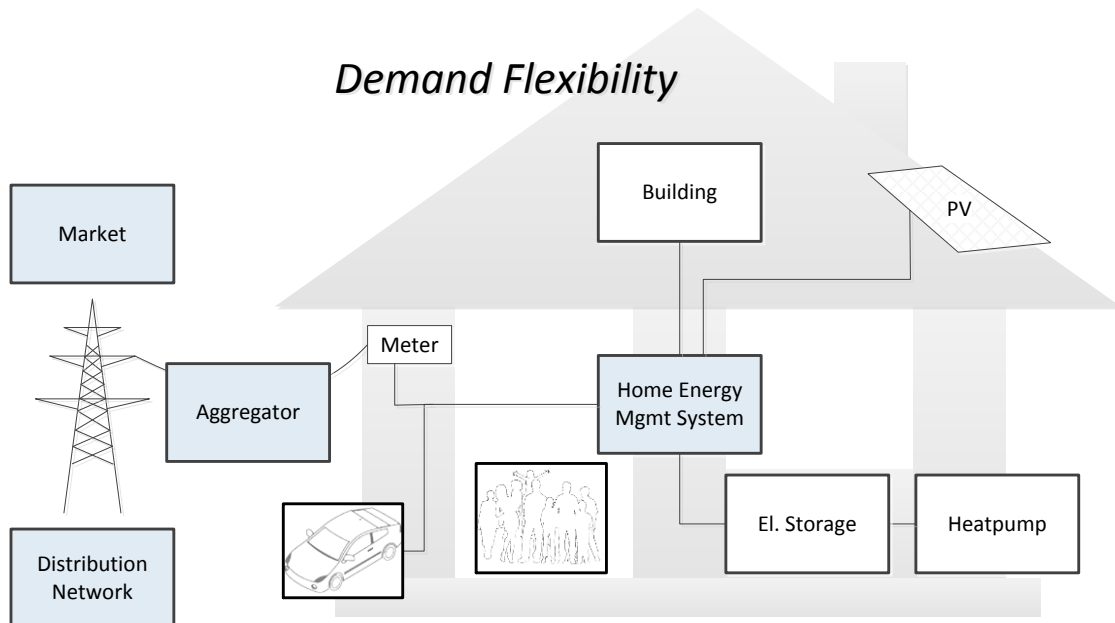 Demand Flexibility
Building
PV
Market
Meter
Aggregator
Home Energy
Mgmt System
El. Storage
Heatpump
Distribution
Network